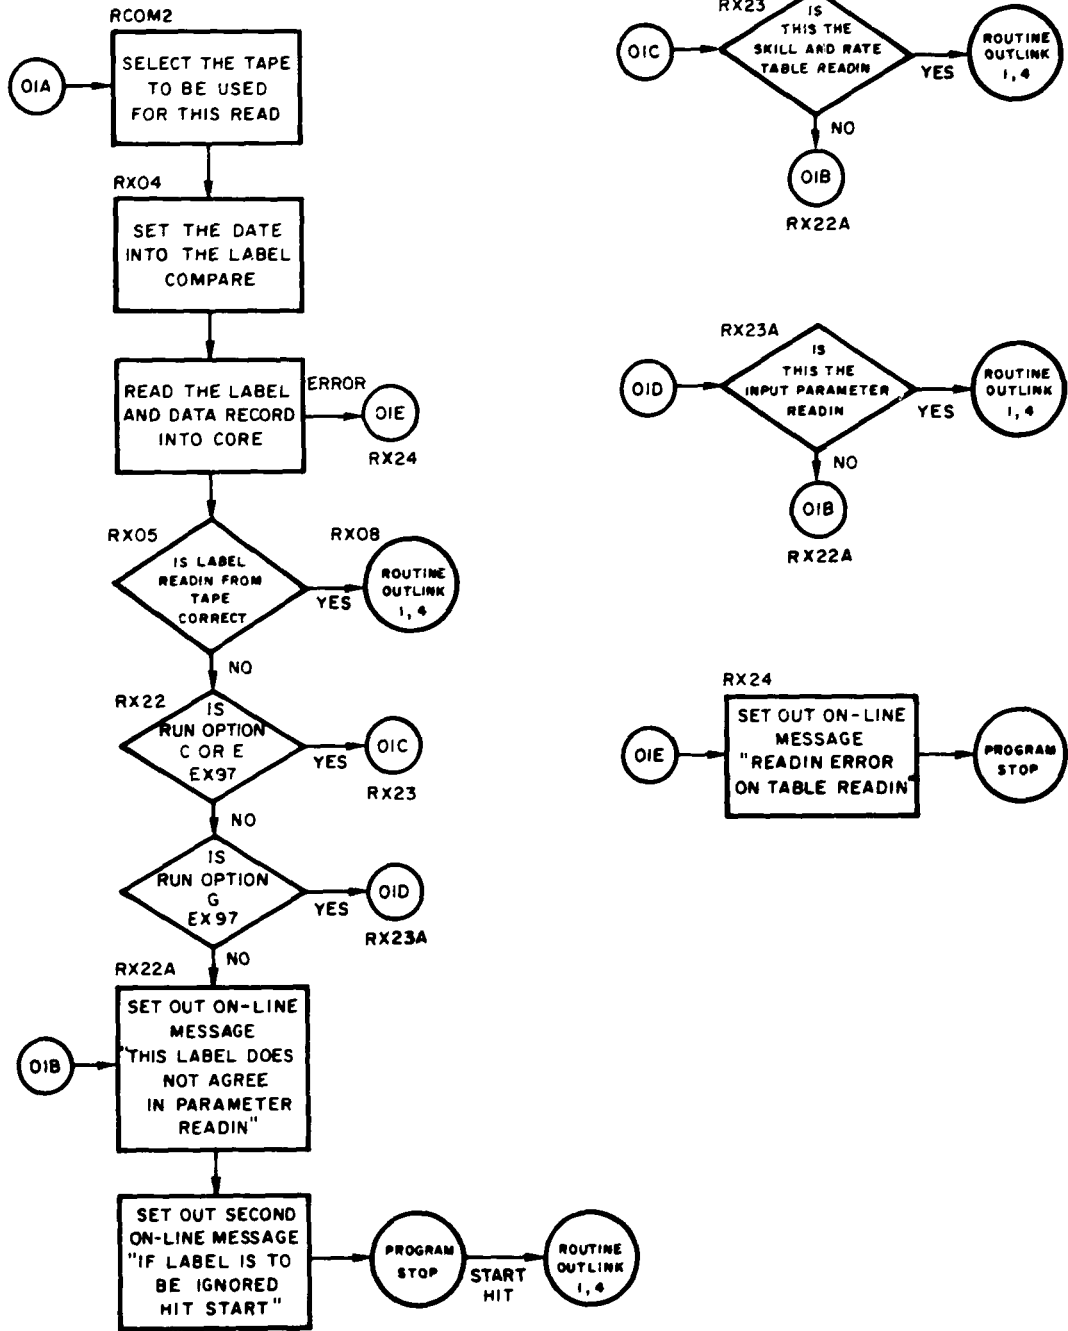 RCOM2
01A
SELECT THE TAPE
TO BE USED
FOR THIS READ
RX04
SET THE DATE
INTO THE LABEL
COMPARE
READ THE LABEL
AND DATA RECORD
INTO CORE
ERROR
01E
RX24
RX05
IS LABEL
READIN FROM
TAPE
CORRECT
YES
RX08
ROUTINE
OUTLINK
1,4
NO
RX22
IS
RUN OPTION
C OR E
EX97
YES
01C
RX23
NO
IS
RUN OPTION
G
EX97
YES
01D
RX23A
NO
RX22A
01B
SET OUT ON-LINE
MESSAGE
"THIS LABEL DOES
NOT AGREE
IN PARAMETER
READIN"
SET OUT SECOND
ON-LINE MESSAGE
"IF LABEL IS TO
BE IGNORED
HIT START"
PROGRAM
STOP
START
HIT
ROUTINE
OUTLINK
1,4
RX23
01C
IS
THIS THE
SKILL AND RATE
TABLE READIN
YES
ROUTINE
OUTLINK
1,4
NO
01B
RX22A
RX23A
01D
IS
THIS THE
INPUT PARAMETER
READIN
YES
ROUTINE
OUTLINK
1,4
NO
01B
RX22A
RX24
01E
SET OUT ON-LINE
MESSAGE
"READIN ERROR
ON TABLE READIN"
PROGRAM
STOP